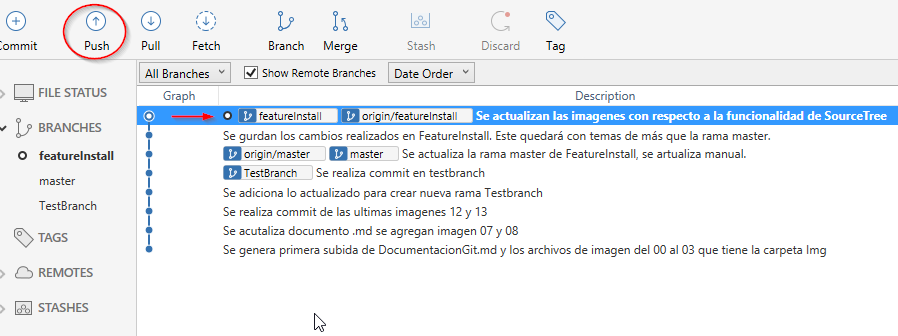 Commit Push Pull Fetch Branch Merge Stash Discard Tag
All Branches Show Remote Branches Date Order
Graph Description
FILE STATUS
BRANCHES
featureInstall
master
TestBranch
TAGS
REMOTES
STASHES
featureInstall origin/featureInstall Se actualizan las imagenes con respecto a la funcionalidad de SourceTree
Se gurdan los cambios realizados en FeatureInstall. Este quedará con temas de más que la rama master.
origin/master master Se actualiza la rama master de FeatureInstall, se artualiza manual.
TestBranch Se realiza commit en testbranch
Se adiciona lo actualizado para crear nueva rama Testbranch
Se realiza commit de las ultimas imagenes 12 y 13
Se acutaliza documento .md se agregan imagen 07 y 08
Se genera primera subida de DocumentacionGit.md y los archivos de imagen del 00 al 03 que tiene la carpeta Img